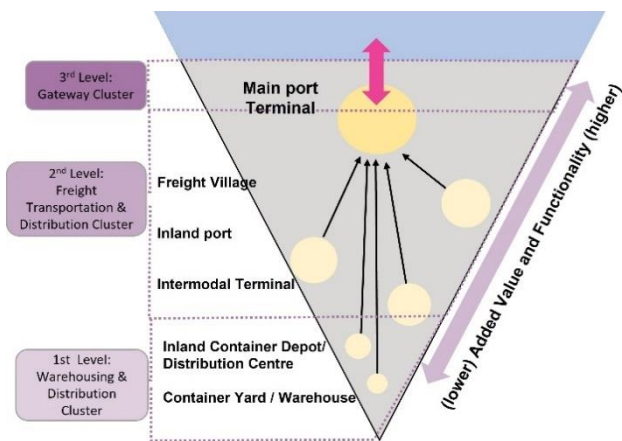 3rd Level:
Gateway Cluster
Main port
Terminal
2nd Level:
Freight
Transportation &
Distribution Cluster
Freight Village
Inland port
Intermodal Terminal
1st Level:
Warehousing &
Distribution
Cluster
Inland Container Depot/
Distribution Centre
Container Yard / Warehouse
(lower) Added Value and Functionality (higher)